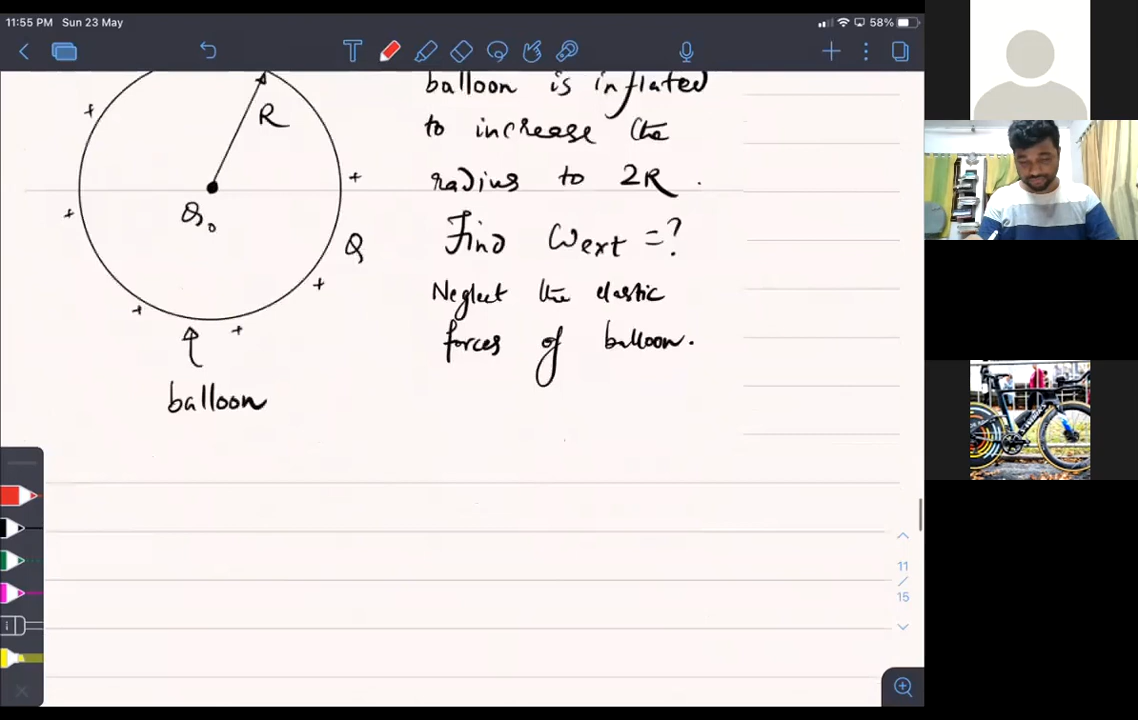 11:55 PM Sun 23 May
58%
T
balloon is inflated
to increase the
radius to 2R.
Find Wext =?
Neglect the elastic
forces of balloon.
R
Q₀
Q
+
+
+
+
+
+
balloon
11
/
15